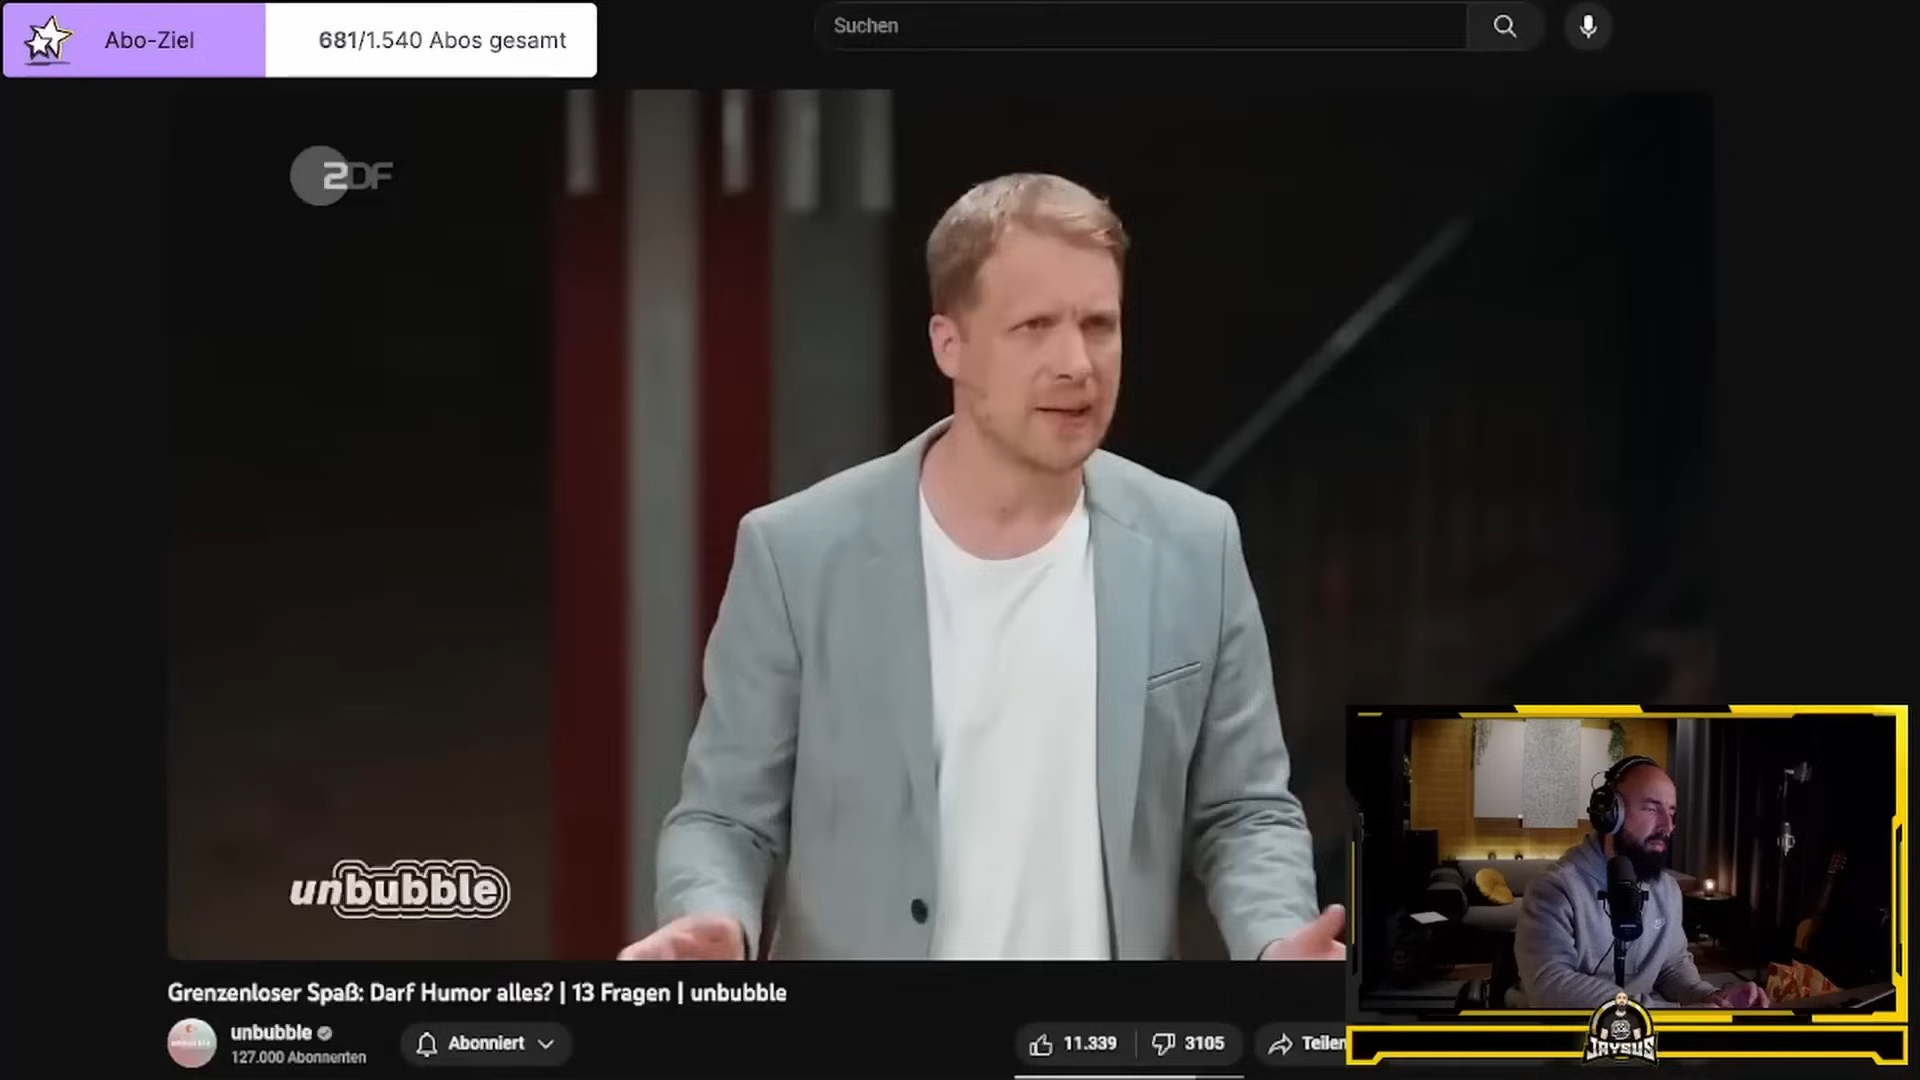 Abo-Ziel
681/1.540 Abos gesamt
Suchen
ZDF
unbubble
Grenzenloser Spaß: Darf Humor alles? | 13 Fragen | unbubble
unbubble
127.000 Abonnenten
Abonniert
11.339
3105
Teilen
JAYSUS